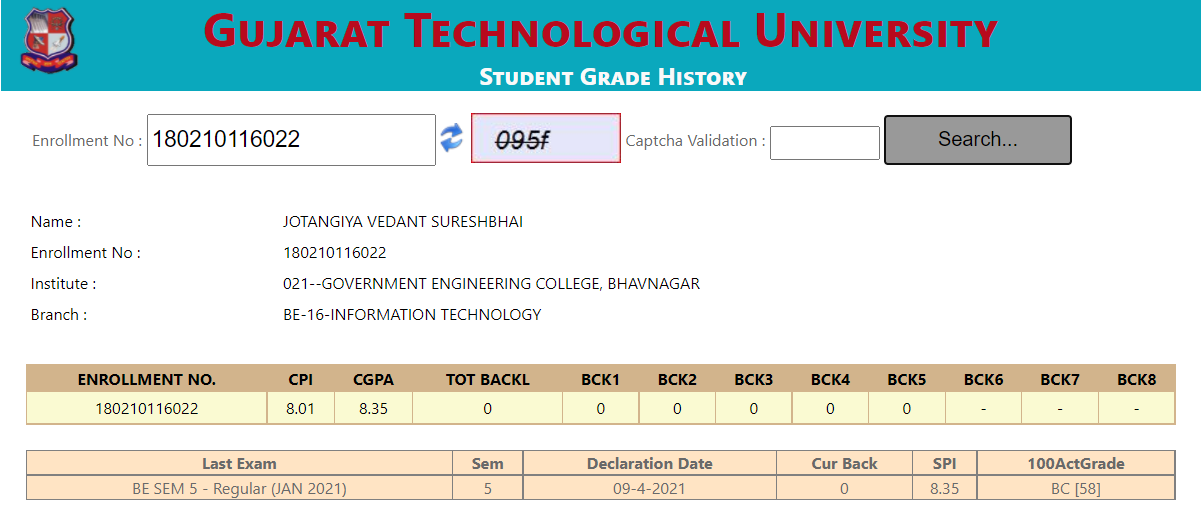 GUJARAT TECHNOLOGICAL UNIVERSITY
STUDENT GRADE HISTORY
Enrollment No : 180210116022 095f Captcha Validation : Search...
Name : JOTANGIYA VEDANT SURESHBHAI
Enrollment No : 180210116022
Institute : 021--GOVERNMENT ENGINEERING COLLEGE, BHAVNAGAR
Branch : BE-16-INFORMATION TECHNOLOGY
ENROLLMENT NO. CPI CGPA TOT BACKL BCK1 BCK2 BCK3 BCK4 BCK5 BCK6 BCK7 BCK8
180210116022 8.01 8.35 0 0 0 0 0 0 - - -
Last Exam Sem Declaration Date Cur Back SPI 100ActGrade
BE SEM 5 - Regular (JAN 2021) 5 09-4-2021 0 8.35 BC [58]